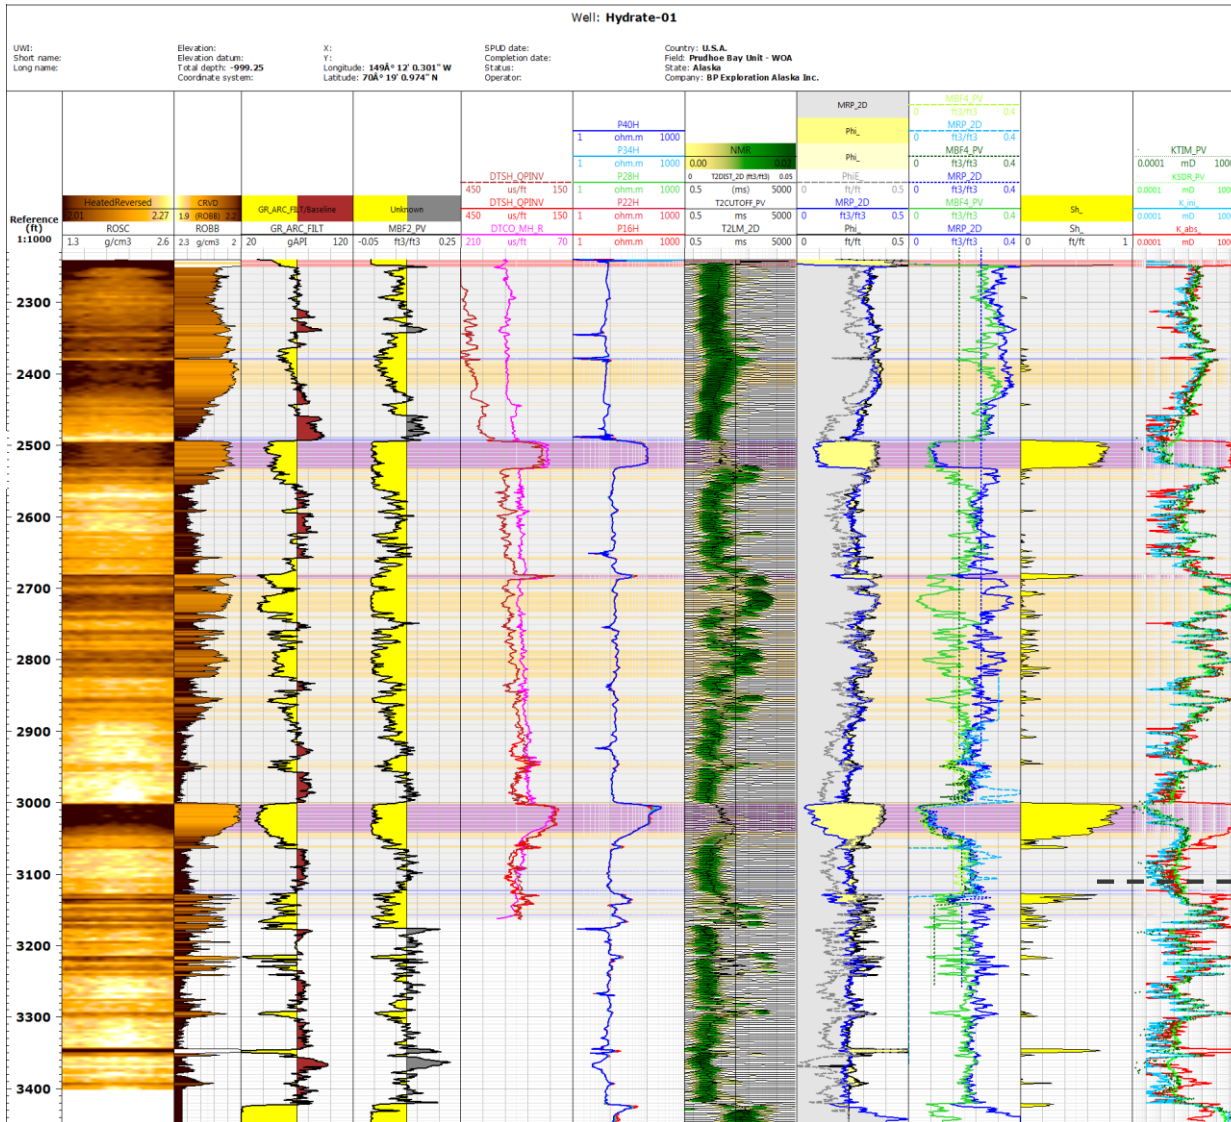 Well: Hydrate-01
UWI:
Short name:
Long name:
Elevation:
Elevation datum:
Total depth: -999.25
Coordinate system:
X:
Y:
Longitude: 149Â° 12' 0.301" W
Latitude: 70Â° 19' 0.974" N
SPUD date:
Completion date:
Status:
Operator:
Country: U.S.A.
Field: Prudhoe Bay Unit - WOA
State: Alaska
Company: BP Exploration Alaska Inc.
Reference
(ft)
1:1000
HeatedReversed
2.01 2.27
ROSC
1.3 g/cm3 2.6
CRVD
1.9 (ROBB) 2.2
ROBB
2.3 g/cm3 2
GR_ARC_FILT/Baseline
GR_ARC_FILT
20 gAPI 120
Unknown
MBF2_PV
-0.05 ft3/ft3 0.25
DTSH_QPINV
450 us/ft 150
DTSH_QPINV
450 us/ft 150
DTCO_MH_R
210 us/ft 70
P40H
1 ohm.m 1000
P34H
1 ohm.m 1000
P28H
1 ohm.m 1000
P22H
1 ohm.m 1000
P16H
1 ohm.m 1000
NMR
0.00 0.02
0 T2DIST_2D (ft3/ft3) 0.05
0.5 (ms) 5000
T2CUTOFF_PV
0.5 ms 5000
T2LM_2D
0.5 ms 5000
MRP_2D
Phi_
Phi_
PhiE_
0 ft/ft 0.5
MRP_2D
0 ft3/ft3 0.5
Phi_
0 ft/ft 0.5
MBF4_PV
0 ft3/ft3 0.4
MRP_2D
0 ft3/ft3 0.4
MBF4_PV
0 ft3/ft3 0.4
MRP_2D
0 ft3/ft3 0.4
MBF4_PV
0 ft3/ft3 0.4
MRP_2D
0 ft3/ft3 0.4
Sh_
Sh_
0 ft/ft 1
KTIM_PV
0.0001 mD 1000
KSDR_PV
0.0001 mD
K_ini_
0.0001 mD
K_abs_
0.0001 mD
2300
2400
2500
2600
2700
2800
2900
3000
3100
3200
3300
3400